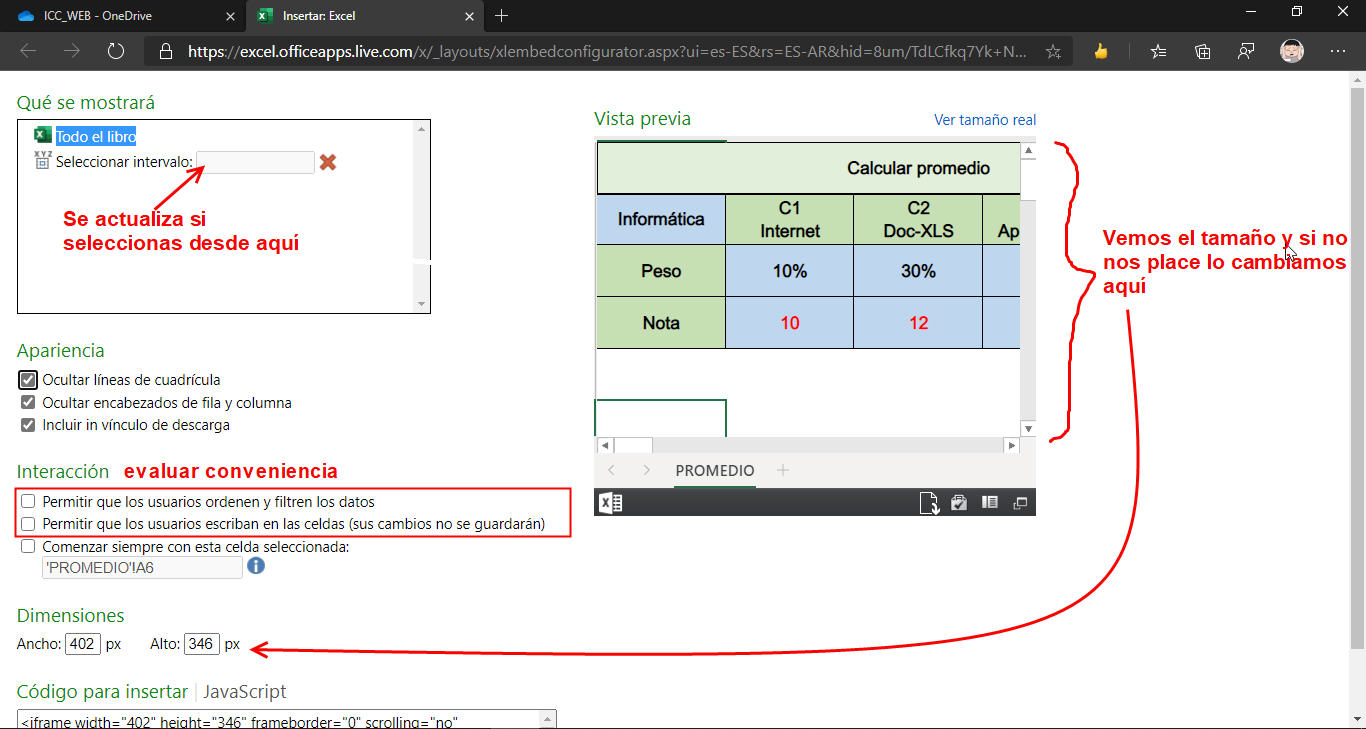 ICC_WEB - OneDrive
Insertar: Excel
https://excel.officeapps.live.com/x/_layouts/xlembedconfigurator.aspx?ui=es-ES&rs=ES-AR&hid=8um/TdLCfkq7Yk+N...
Qué se mostrará
Todo el libro
XYZ
Seleccionar intervalo:
Se actualiza si
seleccionas desde aquí
Apariencia
Ocultar líneas de cuadrícula
Ocultar encabezados de fila y columna
Incluir in vínculo de descarga
Interacción evaluar conveniencia
Permitir que los usuarios ordenen y filtren los datos
Permitir que los usuarios escriban en las celdas (sus cambios no se guardarán)
Comenzar siempre con esta celda seleccionada:
'PROMEDIO'!A6
Dimensiones
Ancho: 402 px Alto: 346 px
Código para insertar | JavaScript
<iframe width="402" height="346" frameborder="0" scrolling="no"
Vista previa
Ver tamaño real
Calcular promedio
Informática
C1
Internet
C2
Doc-XLS
Ap
Peso 10% 30%
Nota 10 12
PROMEDIO
Vemos el tamaño y si no
nos place lo cambiamos
aquí